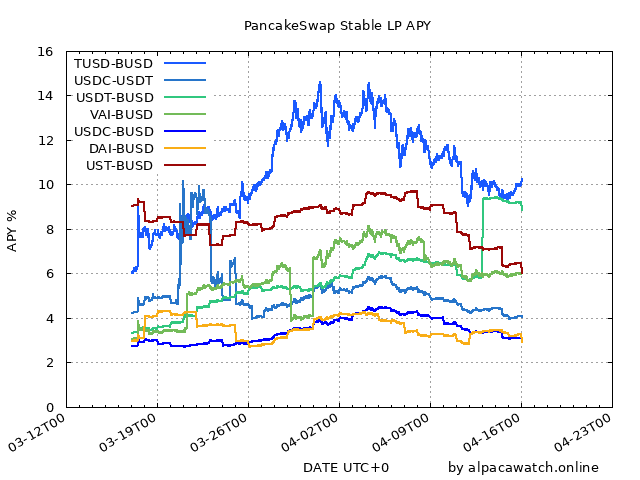 PancakeSwap Stable LP APY
16
14
12
10
8
6
4
2
0
APY %
TUSD-BUSD
USDC-USDT
USDT-BUSD
VAI-BUSD
USDC-BUSD
DAI-BUSD
UST-BUSD
03-12T00
03-19T00
03-26T00
04-02T00
04-09T00
04-16T00
04-23T00
DATE UTC+0
by alpacawatch.online